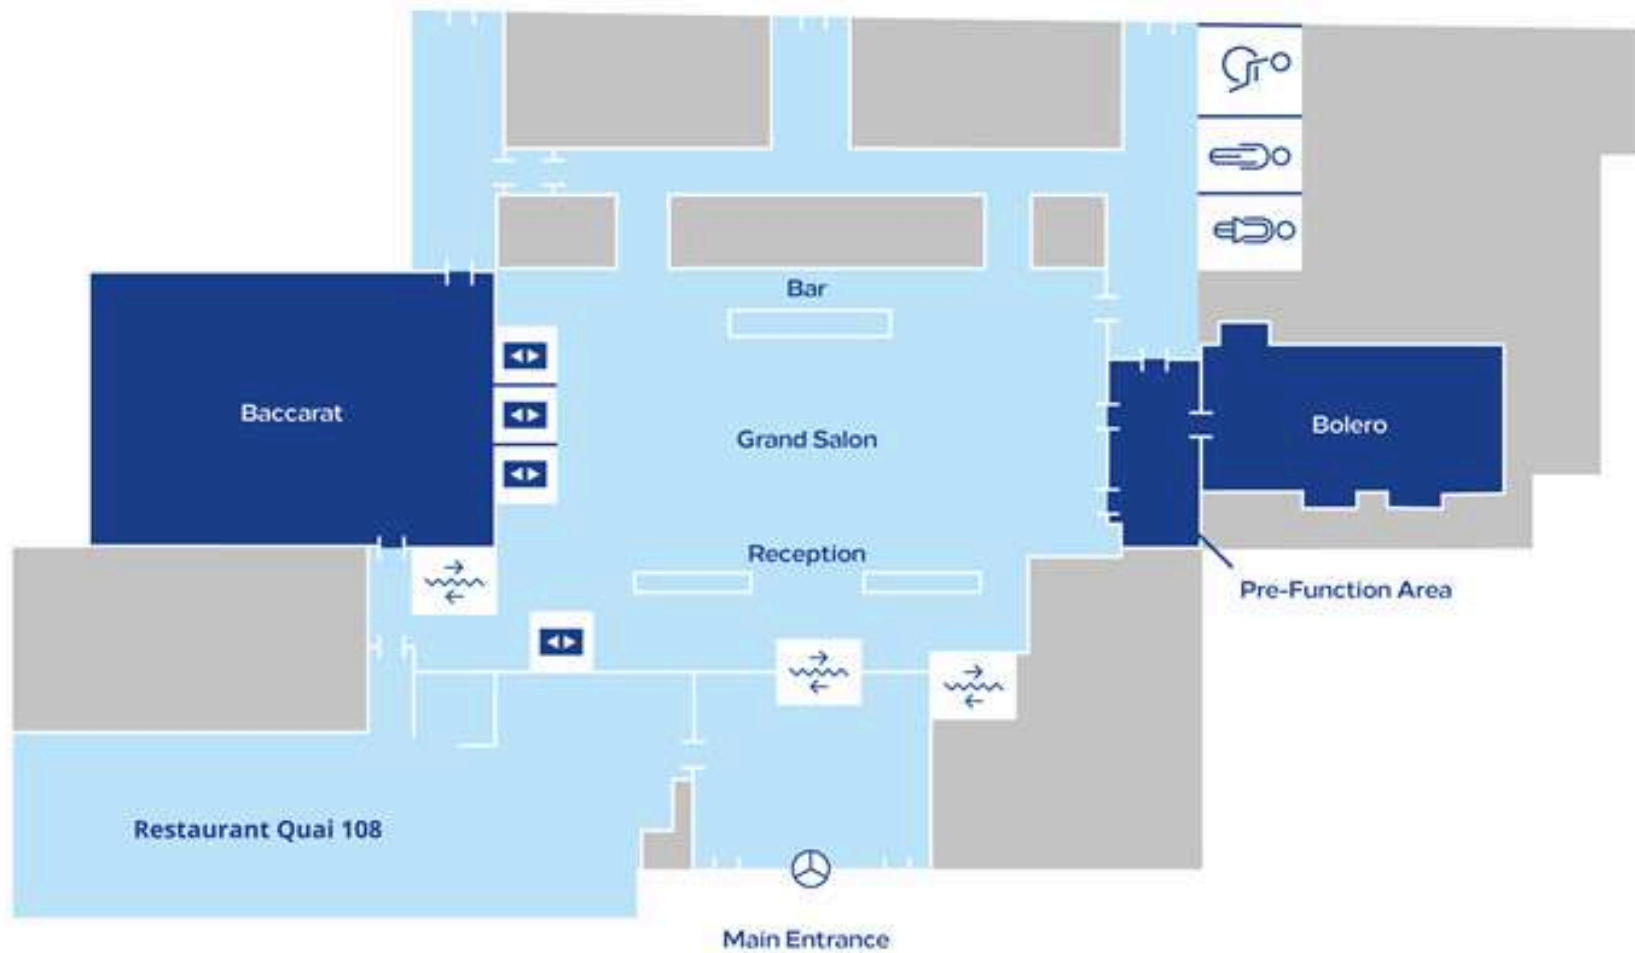 Bar
Baccarat
Grand Salon
Bolero
Reception
Pre-Function Area
Restaurant Quai 108
Main Entrance